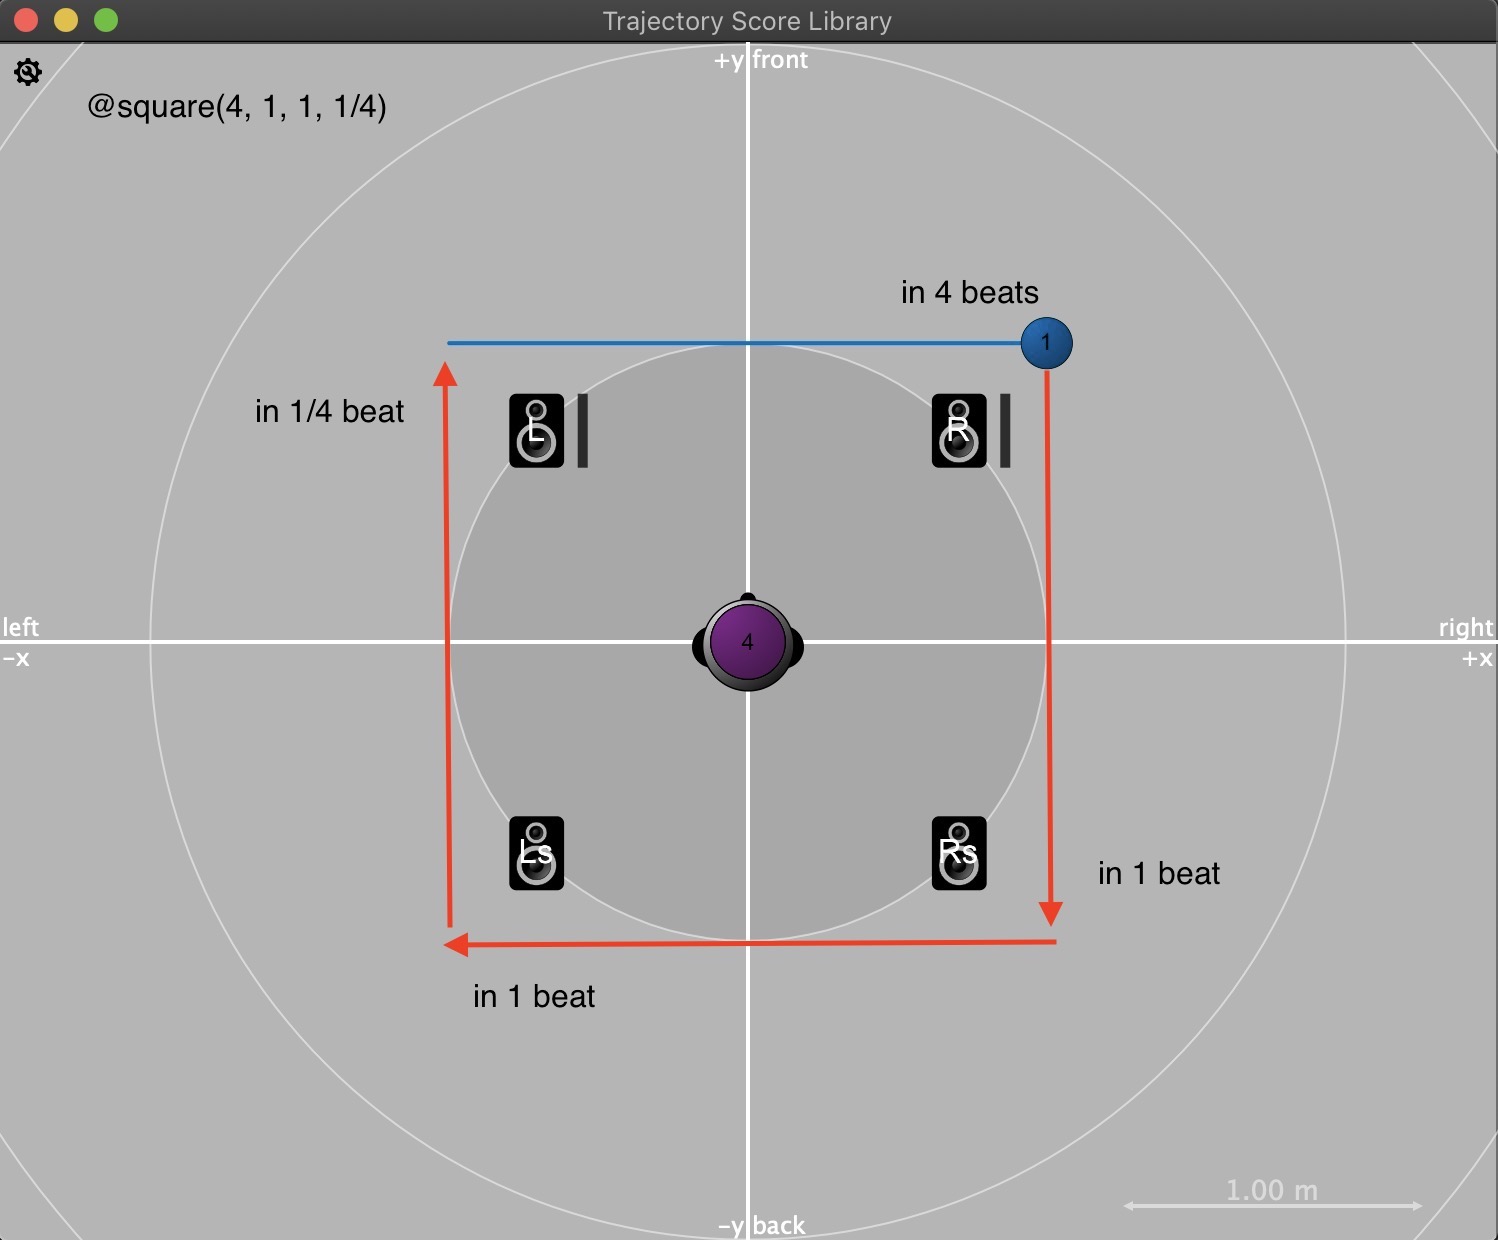 Trajectory Score Library
+y front
@square(4, 1, 1, 1/4)
in 4 beats
1
in 1/4 beat
L
R
left
right
4
-x
+x
Ls
Rs
in 1 beat
in 1 beat
1.00 m
-y back